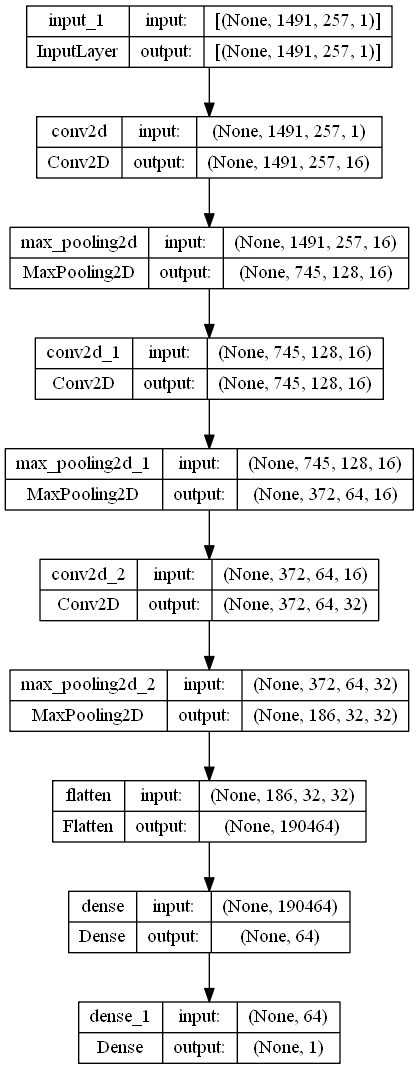 input_1 input: [(None, 1491, 257, 1)]
InputLayer output: [(None, 1491, 257, 1)]
conv2d input: (None, 1491, 257, 1)
Conv2D output: (None, 1491, 257, 16)
max_pooling2d input: (None, 1491, 257, 16)
MaxPooling2D output: (None, 745, 128, 16)
conv2d_1 input: (None, 745, 128, 16)
Conv2D output: (None, 745, 128, 16)
max_pooling2d_1 input: (None, 745, 128, 16)
MaxPooling2D output: (None, 372, 64, 16)
conv2d_2 input: (None, 372, 64, 16)
Conv2D output: (None, 372, 64, 32)
max_pooling2d_2 input: (None, 372, 64, 32)
MaxPooling2D output: (None, 186, 32, 32)
flatten input: (None, 186, 32, 32)
Flatten output: (None, 190464)
dense input: (None, 190464)
Dense output: (None, 64)
dense_1 input: (None, 64)
Dense output: (None, 1)